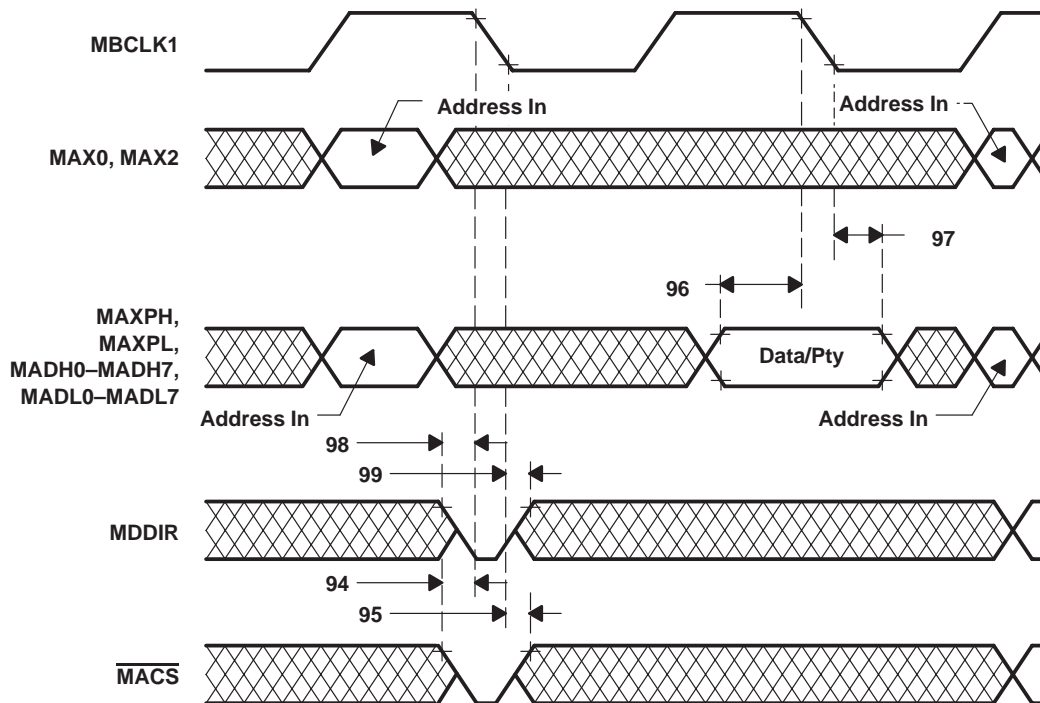 MBCLK1
Address In
Address In
MAX0, MAX2
97
96
MAXPH,
MAXPL,
MADH0–MADH7,
MADL0–MADL7
Data/Pty
Address In
Address In
98
99
MDDIR
94
95
MACS